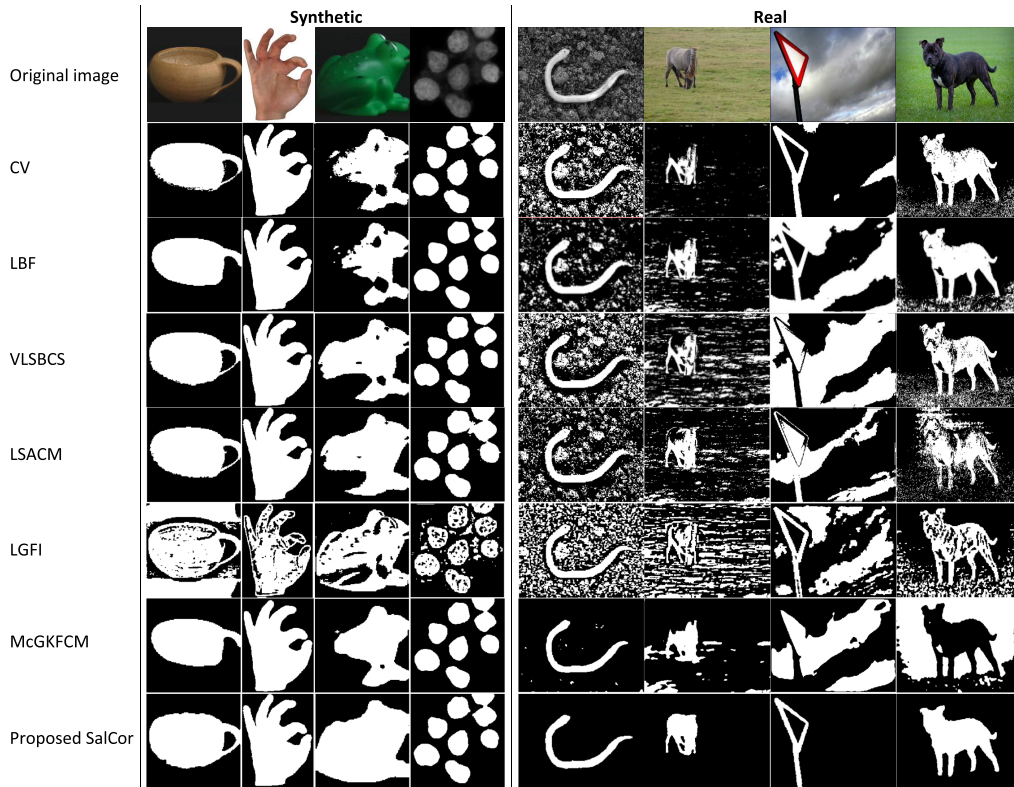 Synthetic
Real
Original image
CV
LBF
VLSBCS
LSACM
LGFI
McGKFCM
Proposed SalCor